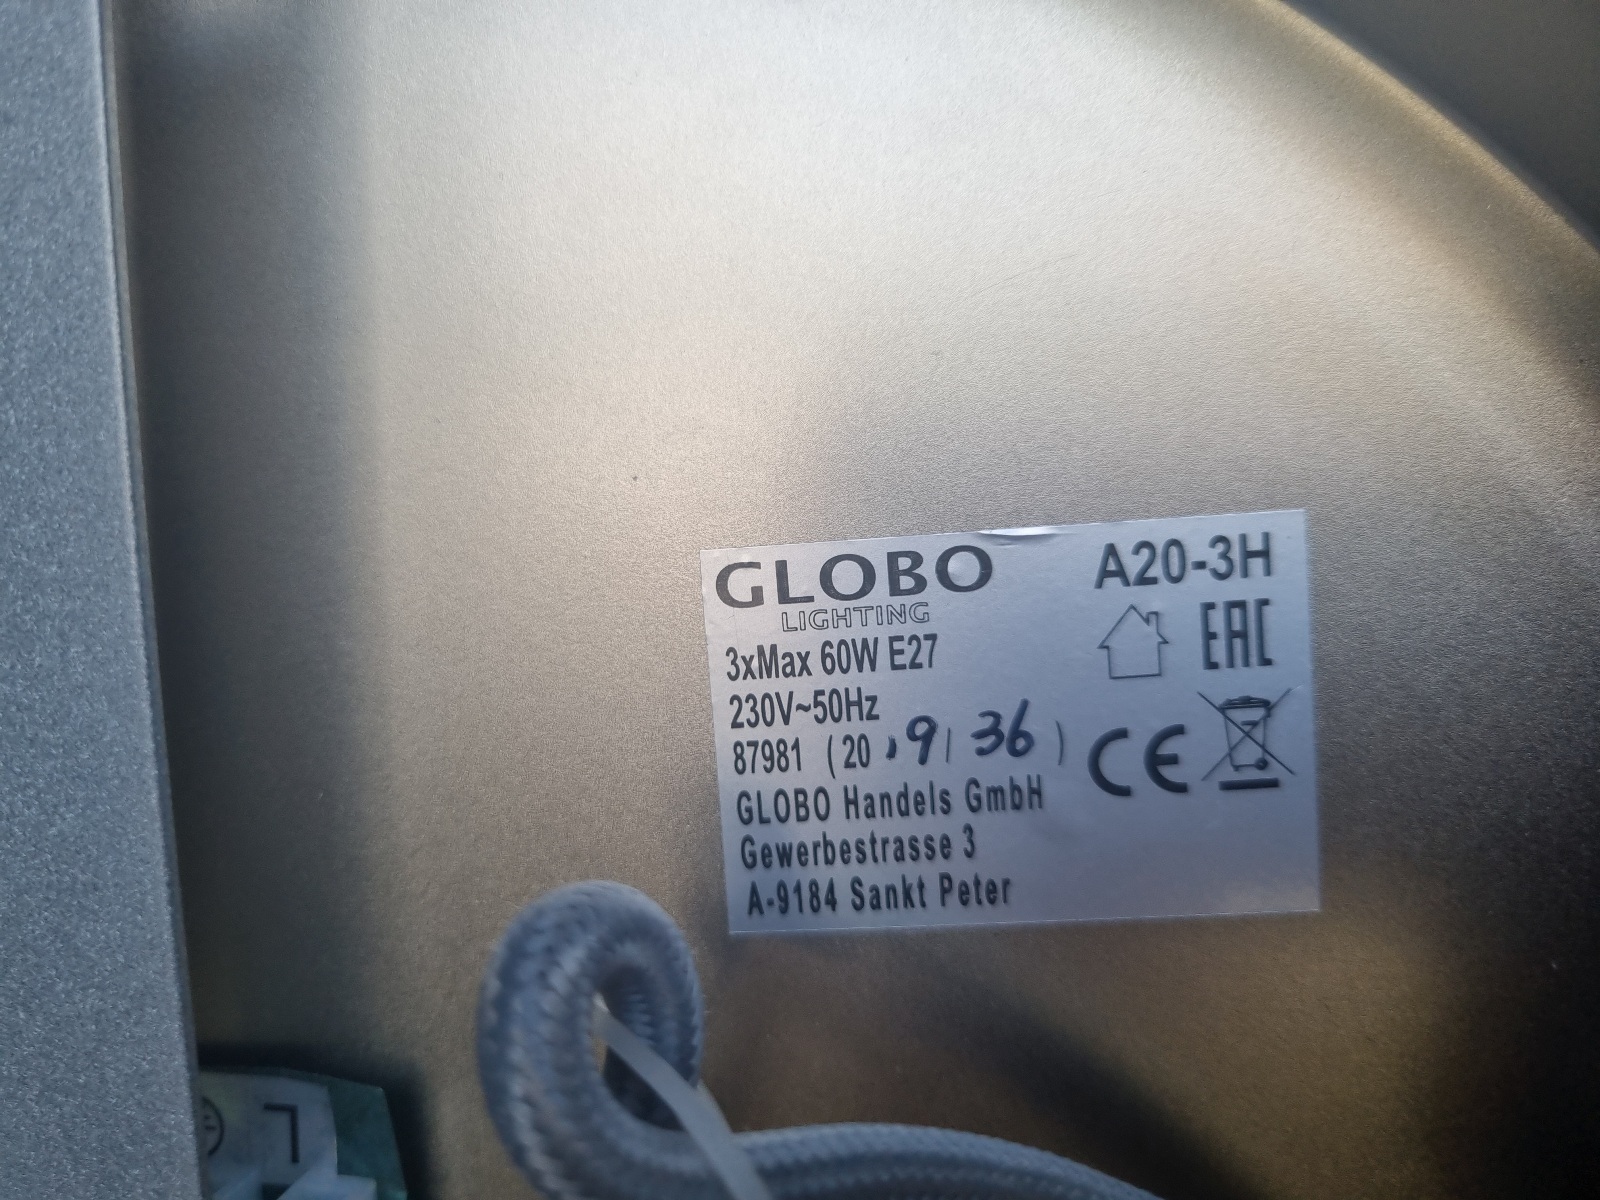 GLOBO A20-3H
LIGHTING
EAC
3xMax 60W E27
230V~50Hz
87981 (20 19/ 36 )
CE
GLOBO Handels GmbH
Gewerbestrasse 3
A-9184 Sankt Peter
L